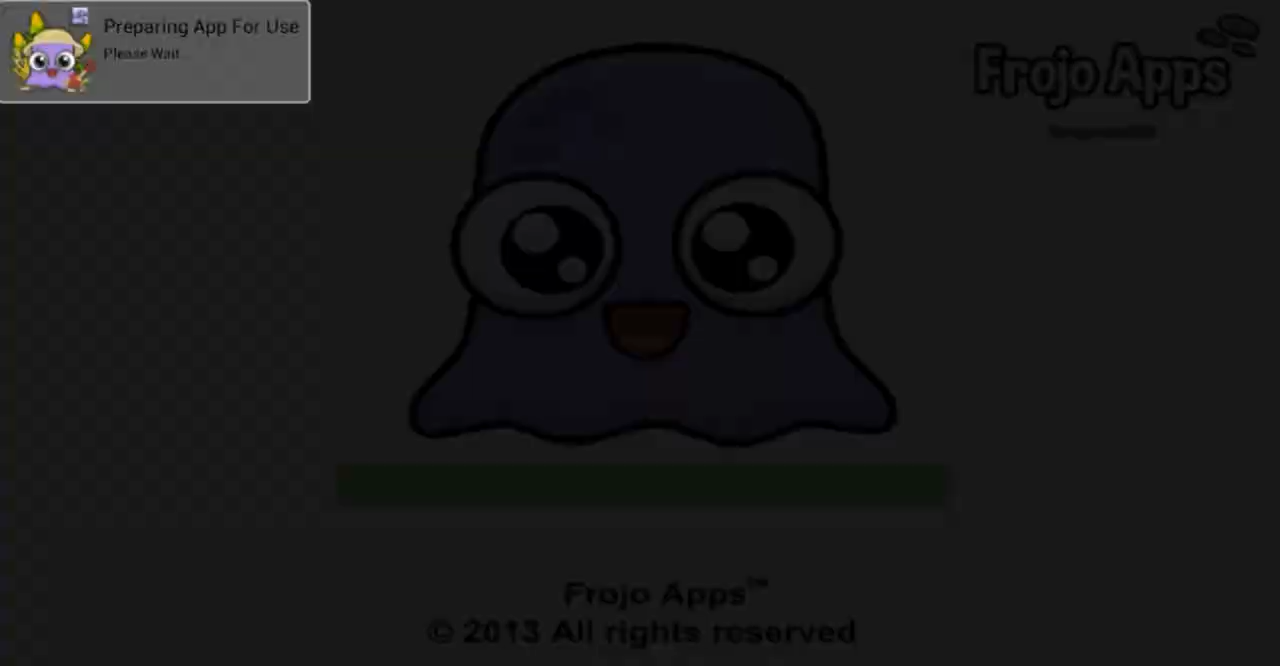 Preparing App For Use
Please Wait
Frojo Apps
Frojo Apps™
© 2013 All rights reserved